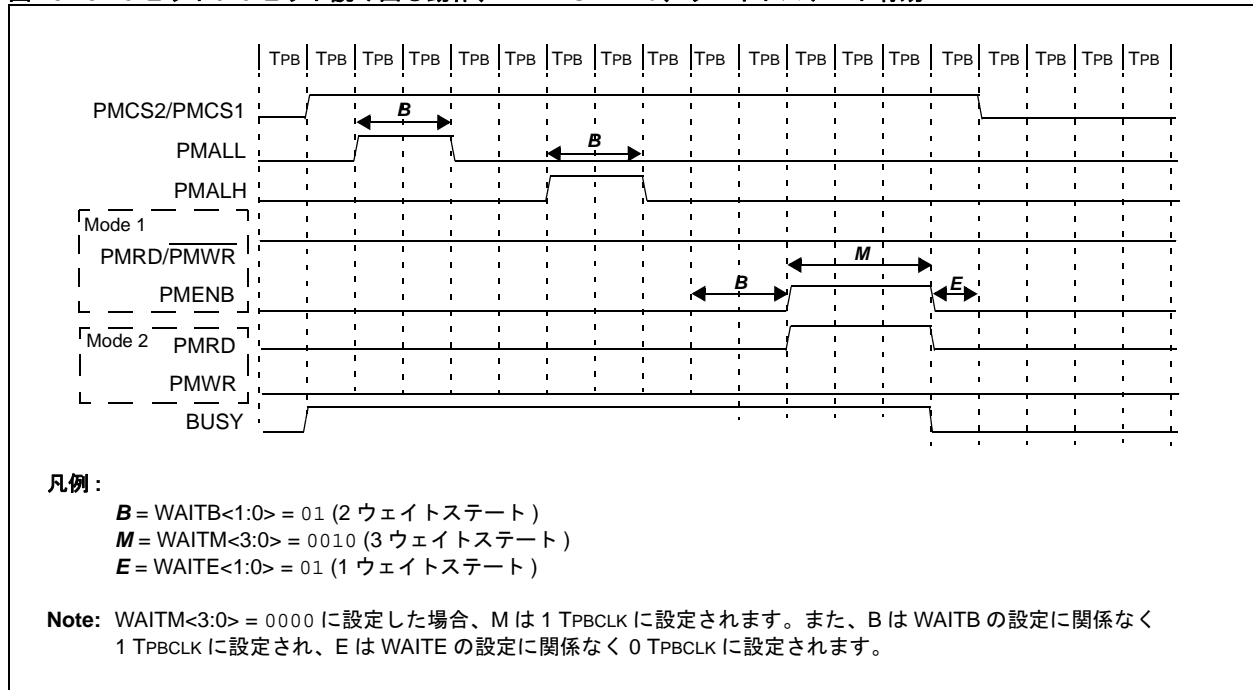 TPB TPB TPB TPB TPB TPB TPB TPB TPB TPB TPB TPB TPB TPB TPB TPB TPB TPB TPB
PMCS2/PMCS1
B
PMALL
B
PMALH
Mode 1
PMRD/PMWR
M
B
E
PMENB
Mode 2
PMRD
PMWR
BUSY
凡例 :
B = WAITB<1:0> = 01 (2 ウェイトステート )
M = WAITM<3:0> = 0010 (3 ウェイトステート )
E = WAITE<1:0> = 01 (1 ウェイトステート )
Note: WAITM<3:0> = 0000 に設定した場合、M は 1 TPBCLK に設定されます。また、B は WAITB の設定に関係なく
1 TPBCLK に設定され、E は WAITE の設定に関係なく 0 TPBCLK に設定されます。